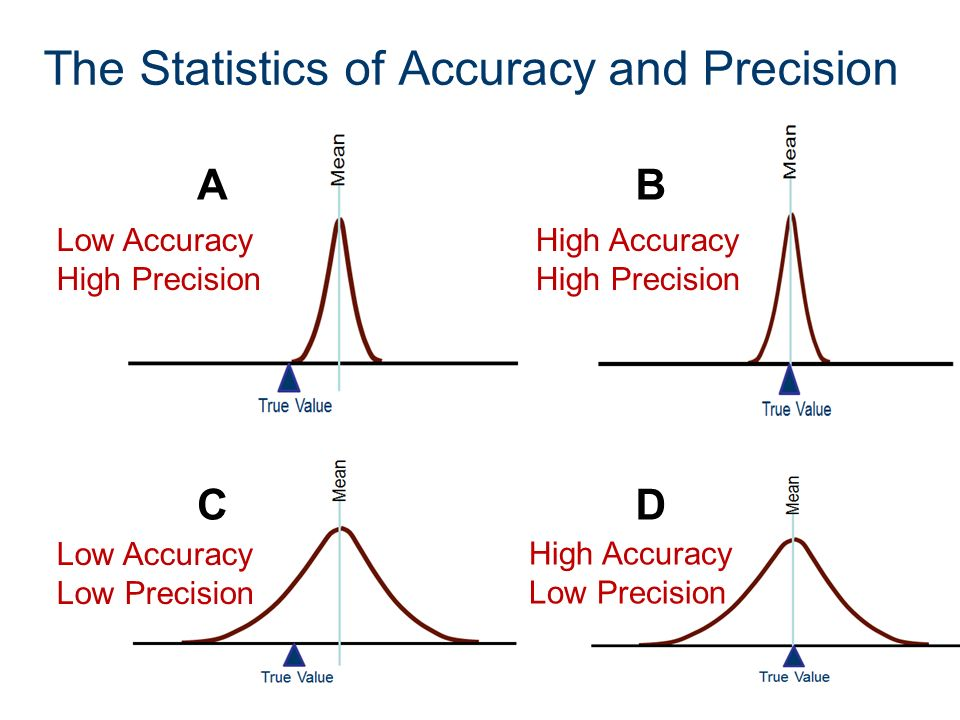 The Statistics of Accuracy and Precision
Mean
A
Low Accuracy
High Precision
True Value
Mean
B
High Accuracy
High Precision
True Value
Mean
C
Low Accuracy
Low Precision
True Value
Mean
D
High Accuracy
Low Precision
True Value